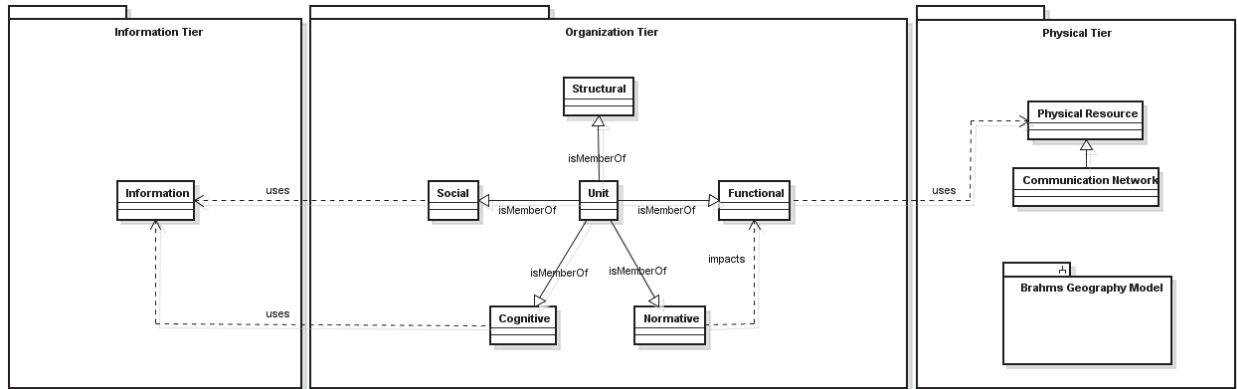 Information Tier
Organization Tier
Physical Tier
Structural
Physical Resource
isMemberOf
Communication Network
Information
uses
Social
Unit
Functional
uses
isMemberOf
isMemberOf
impacts
isMemberOf
isMemberOf
Brahms Geography Model
uses
Cognitive
Normative